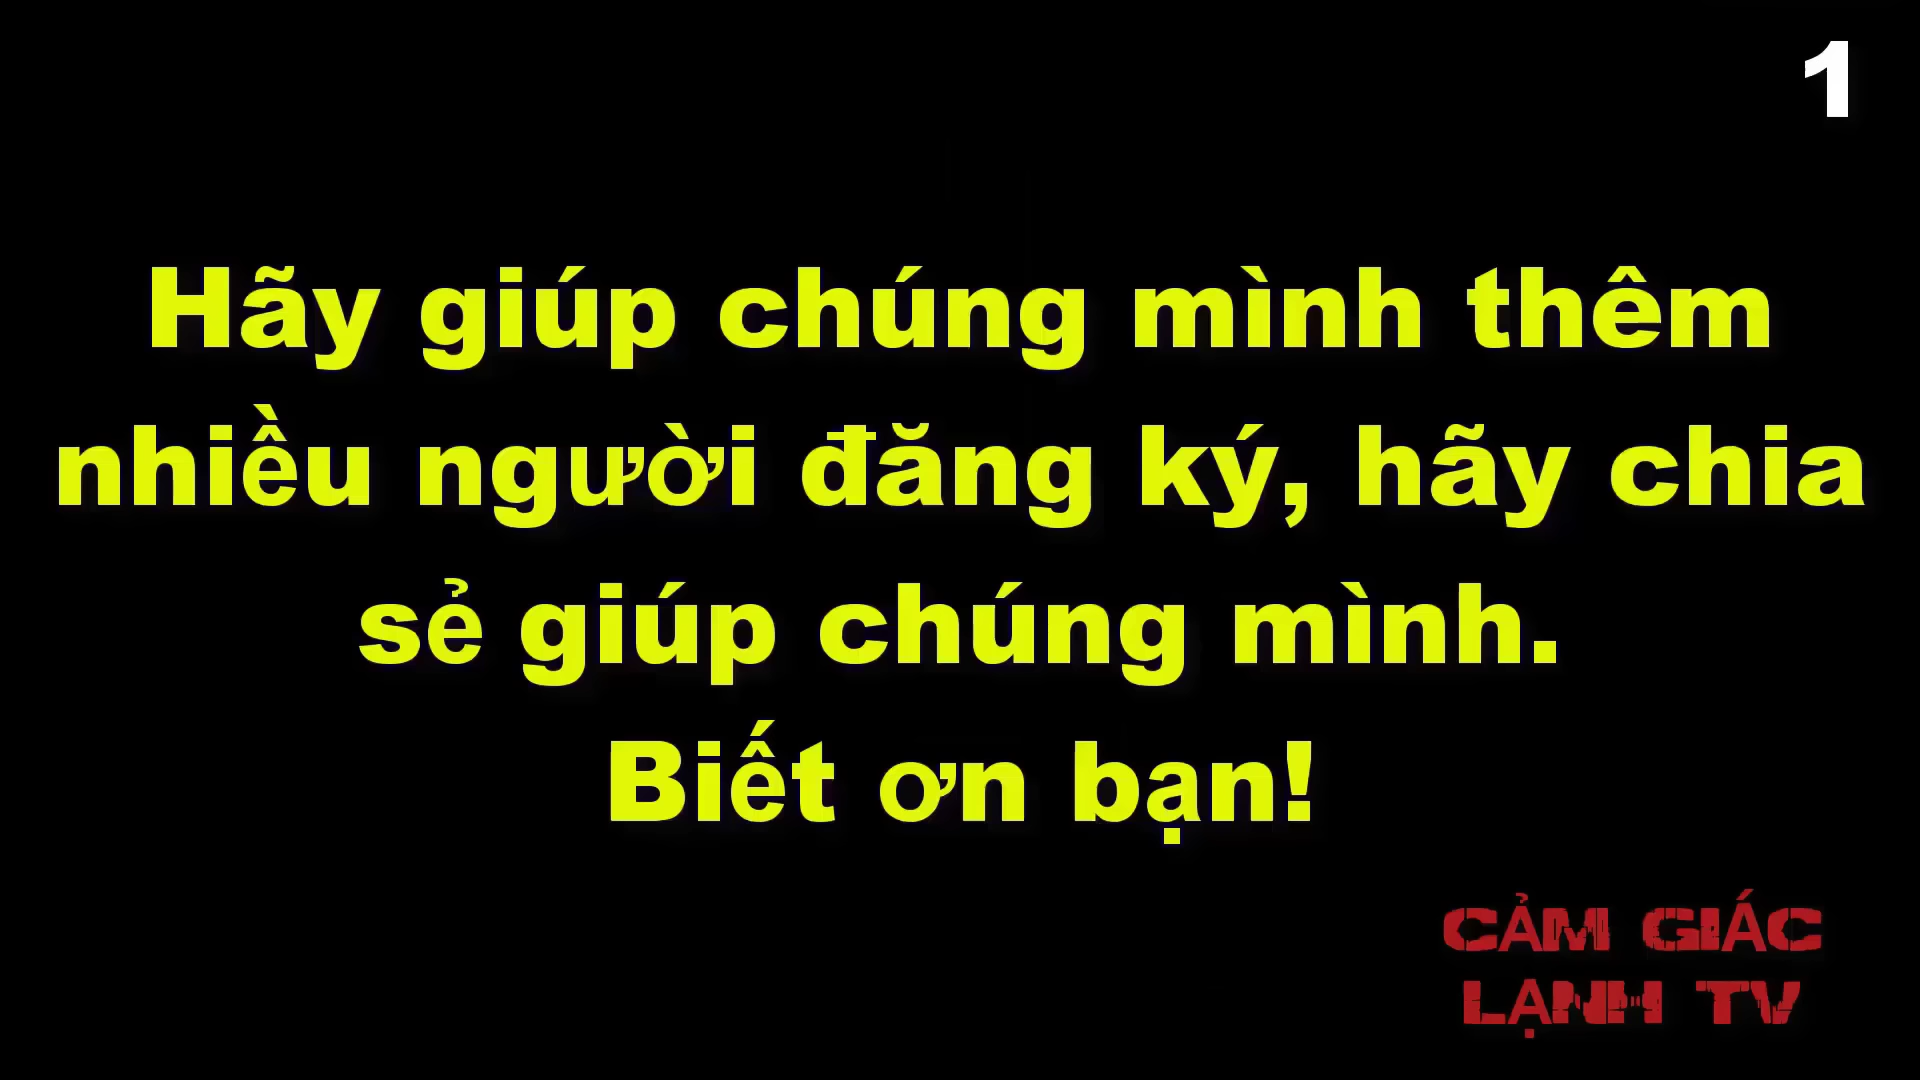 1
Hãy giúp chúng mình thêm
nhiều người đăng ký, hãy chia
sẻ giúp chúng mình.
Biết ơn bạn!
CẢM GIÁC
LẠNH TV